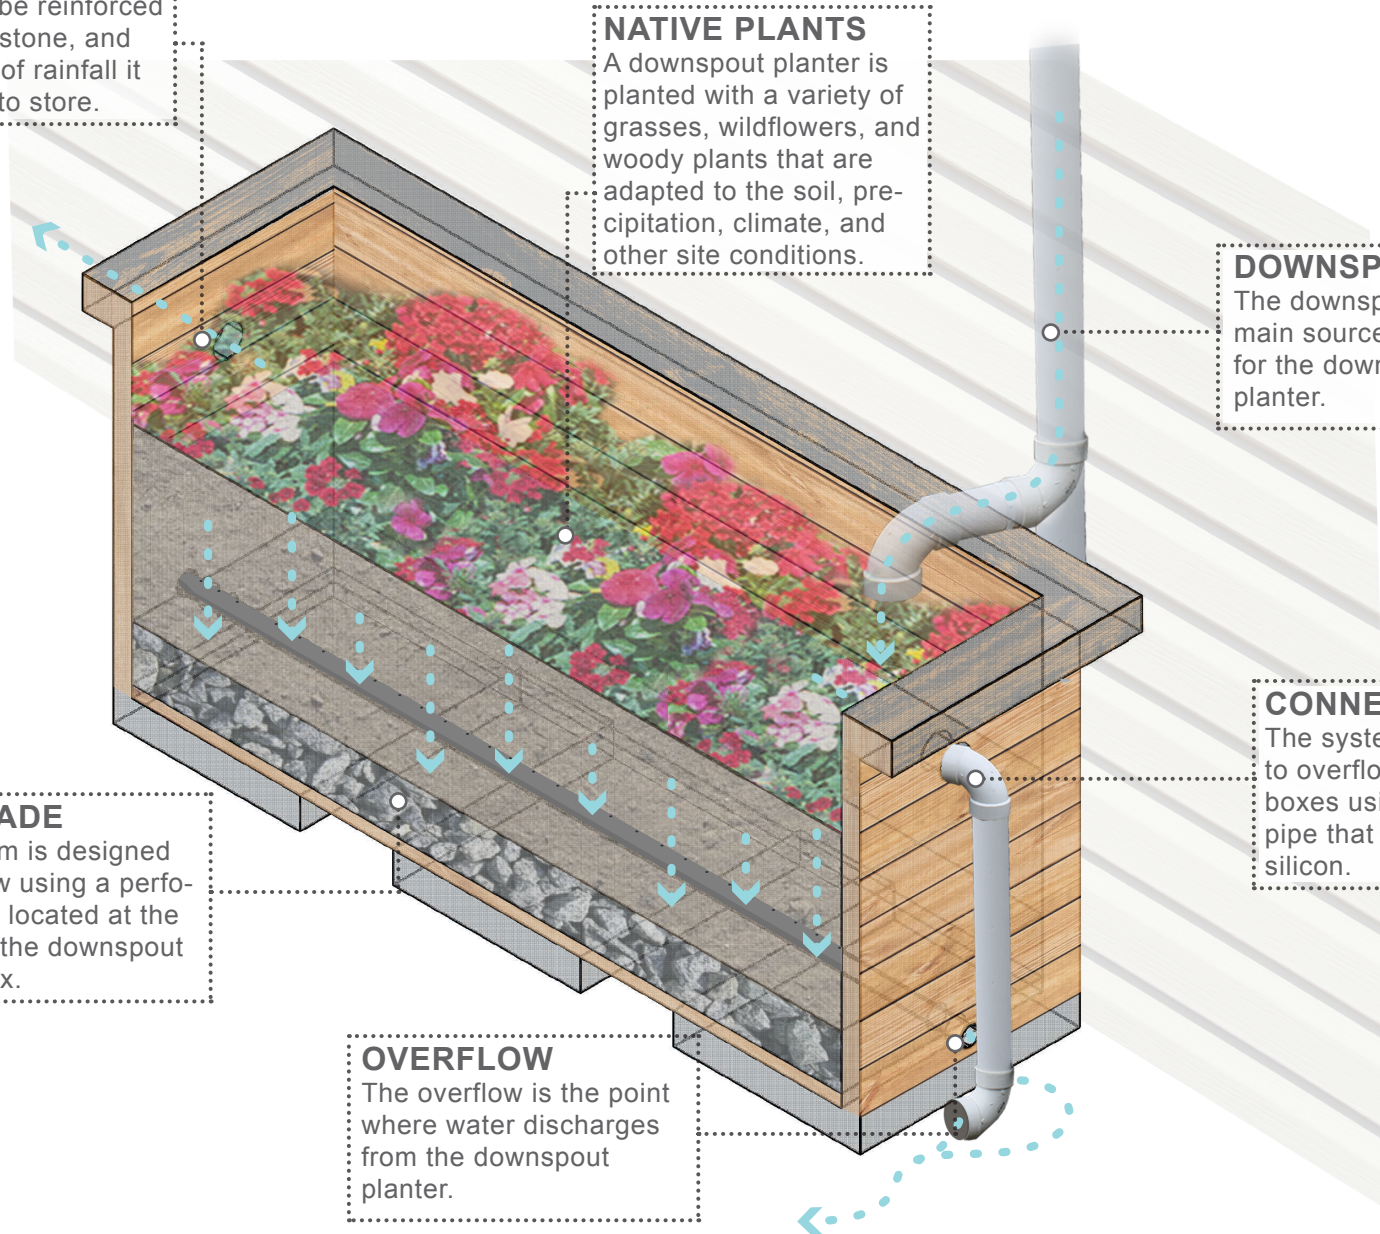 be reinforced
stone, and
of rainfall it
to store.
NATIVE PLANTS
A downspout planter is
planted with a variety of
grasses, wildflowers, and
woody plants that are
adapted to the soil, pre-
cipitation, climate, and
other site conditions.
DOWNSP
The downsp
main source
for the down
planter.
CONNE
The syste
to overflo
boxes usi
pipe that
silicon.
ADE
m is designed
w using a perfo-
located at the
the downspout
x.
OVERFLOW
The overflow is the point
where water discharges
from the downspout
planter.